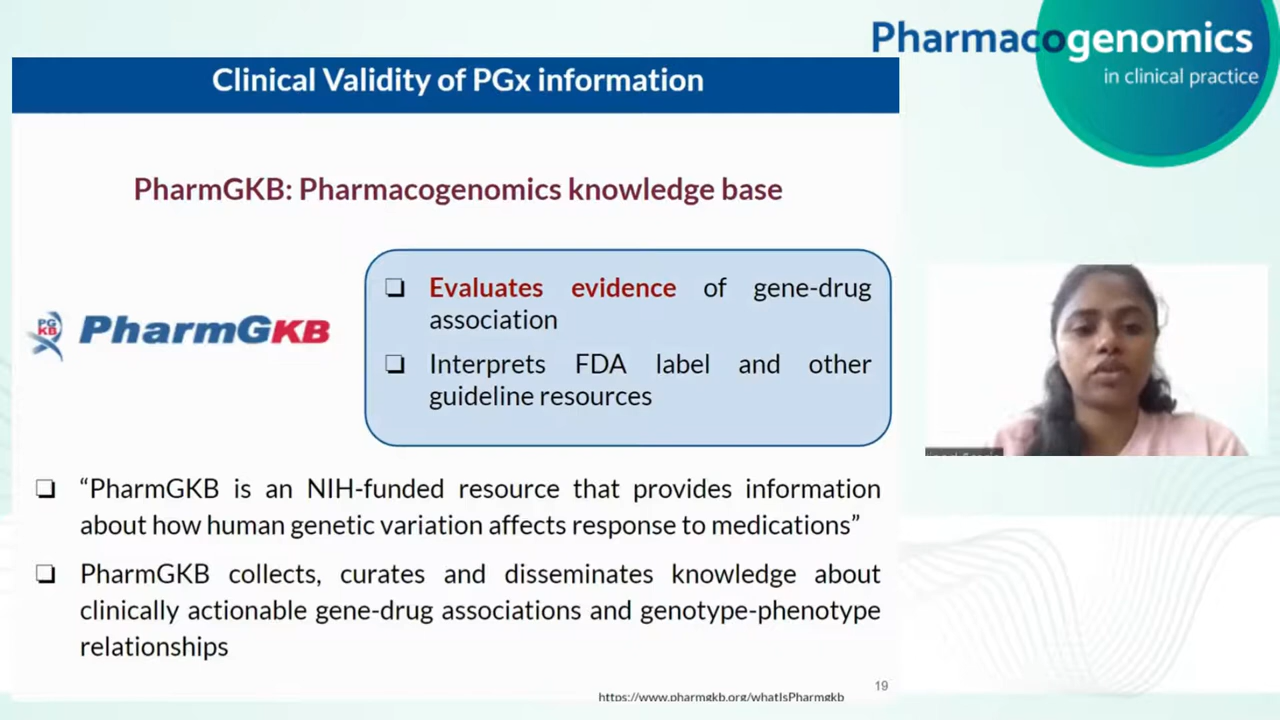 Pharmacogenomics
in clinical practice
Clinical Validity of PGx information
PharmGKB: Pharmacogenomics knowledge base
PG
KB
PharmGKB
❏ Evaluates evidence of gene-drug
association
❏ Interprets FDA label and other
guideline resources
❏ “PharmGKB is an NIH-funded resource that provides information
about how human genetic variation affects response to medications”
❏ PharmGKB collects, curates and disseminates knowledge about
clinically actionable gene-drug associations and genotype-phenotype
relationships
19
https://www.pharmgkb.org/whatIsPharmgkb